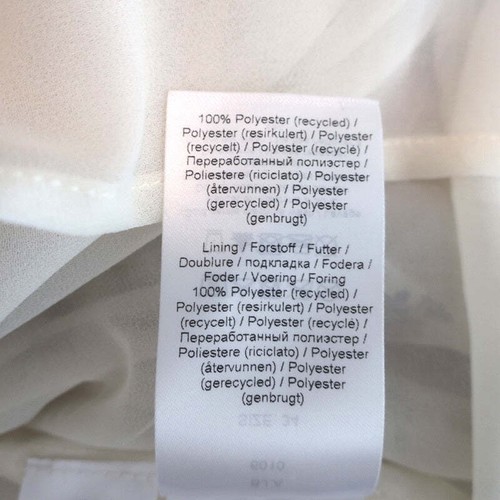 100% Polyester (recycled) /
Polyester (resirkulert) / Polyester
(recycelt) / Polyester (recyclé) /
Переработанный полиэстер /
Poliestere (riciclato) / Polyester
(återvunnen) / Polyester
(gerecycled) / Polyester
(genbrugt)
Lining / Forstoff / Futter /
Doublure / подкладка / Fodera /
Foder / Voering / Foring
100% Polyester (recycled) /
Polyester (resirkulert) / Polyester
(recycelt) / Polyester (recyclé) /
Переработанный полиэстер /
Poliestere (riciclato) / Polyester
(återvunnen) / Polyester
(gerecycled) / Polyester
(genbrugt)
SIZE 34